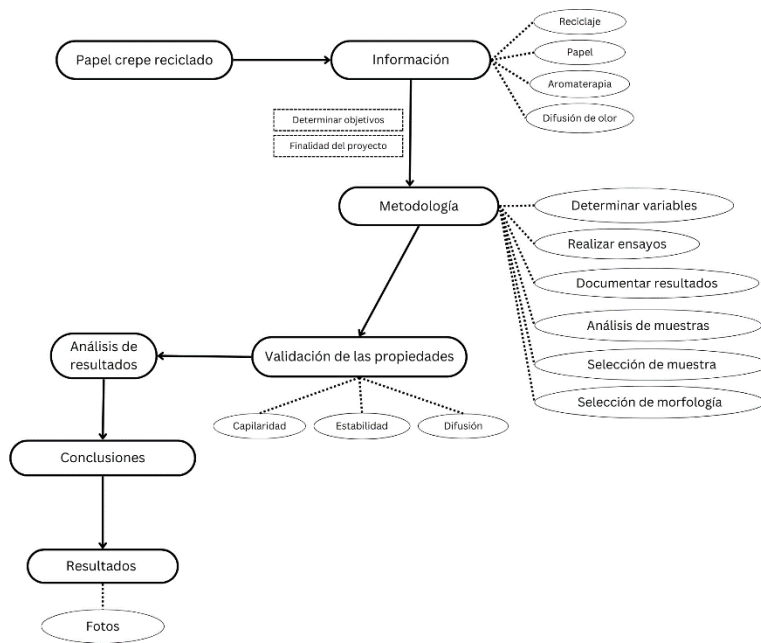 Reciclaje
Papel crepe reciclado
Información
Papel
Aromaterapia
Difusión de olor
Determinar objetivos
Finalidad del proyecto
Metodología
Determinar variables
Realizar ensayos
Documentar resultados
Análisis de muestras
Selección de muestra
Selección de morfología
Validación de las propiedades
Análisis de
resultados
Capilaridad
Estabilidad
Difusión
Conclusiones
Resultados
Fotos